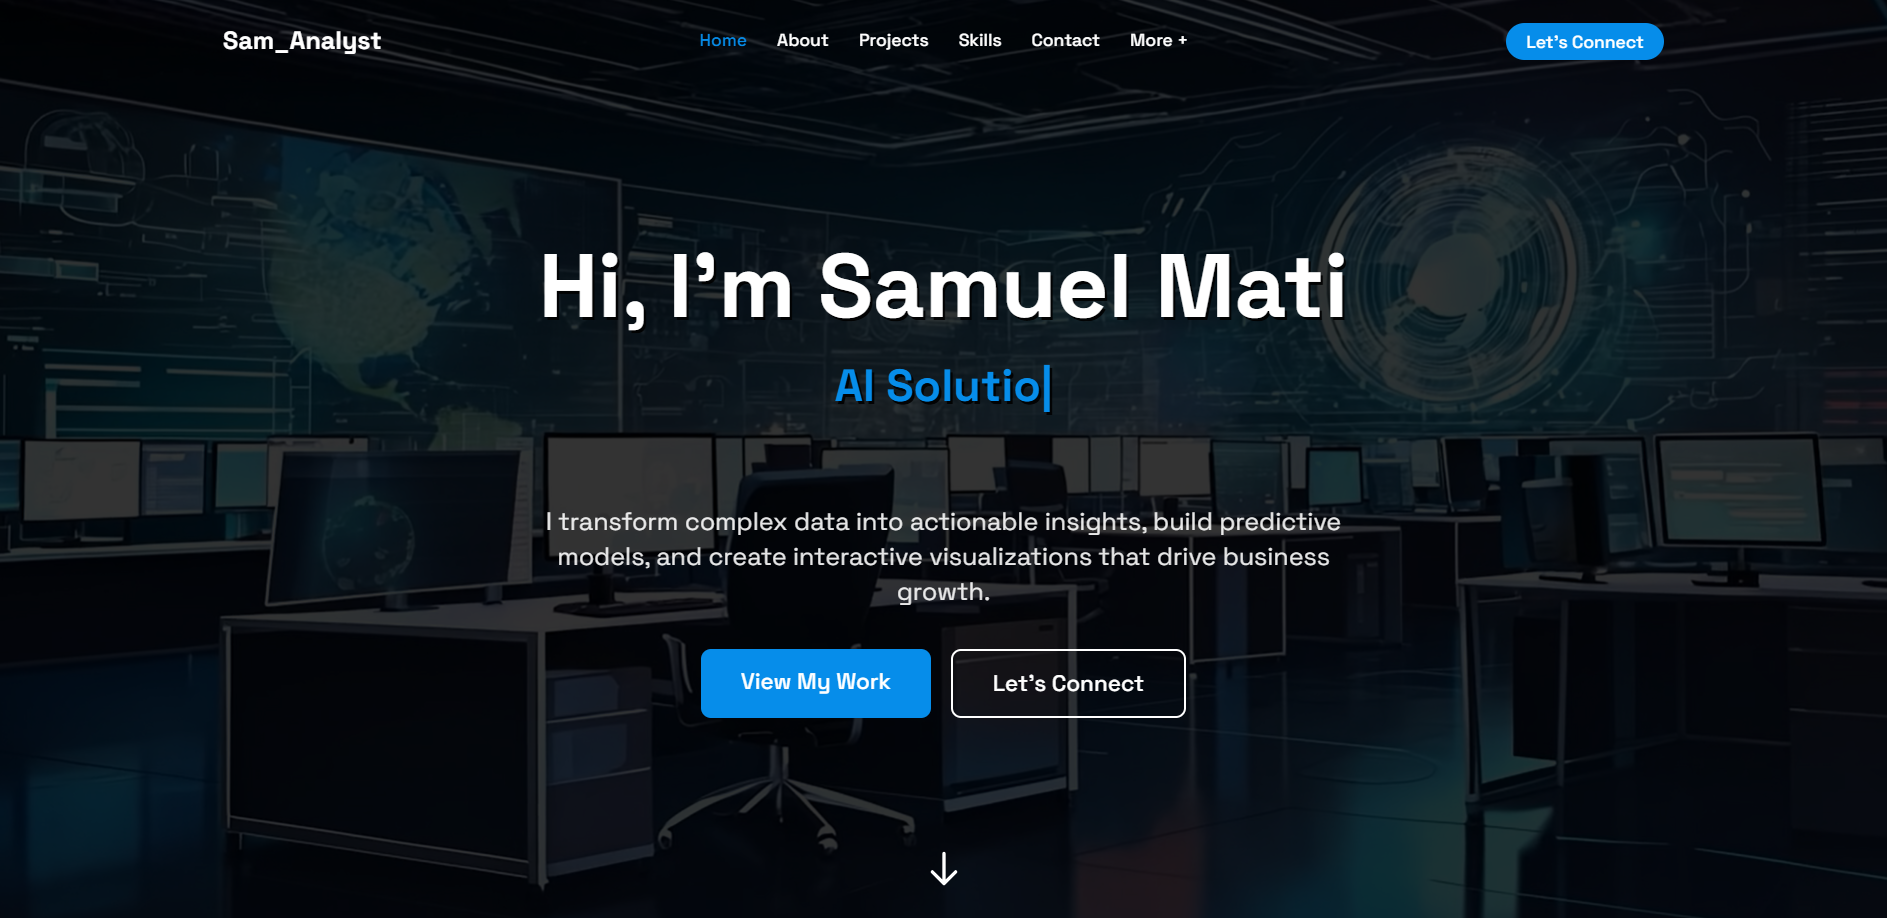 Sam_Analyst
Home About Projects Skills Contact More +
Let's Connect
Hi, I'm Samuel Mati
AI Solutio|
I transform complex data into actionable insights, build predictive
models, and create interactive visualizations that drive business
growth.
View My Work
Let's Connect